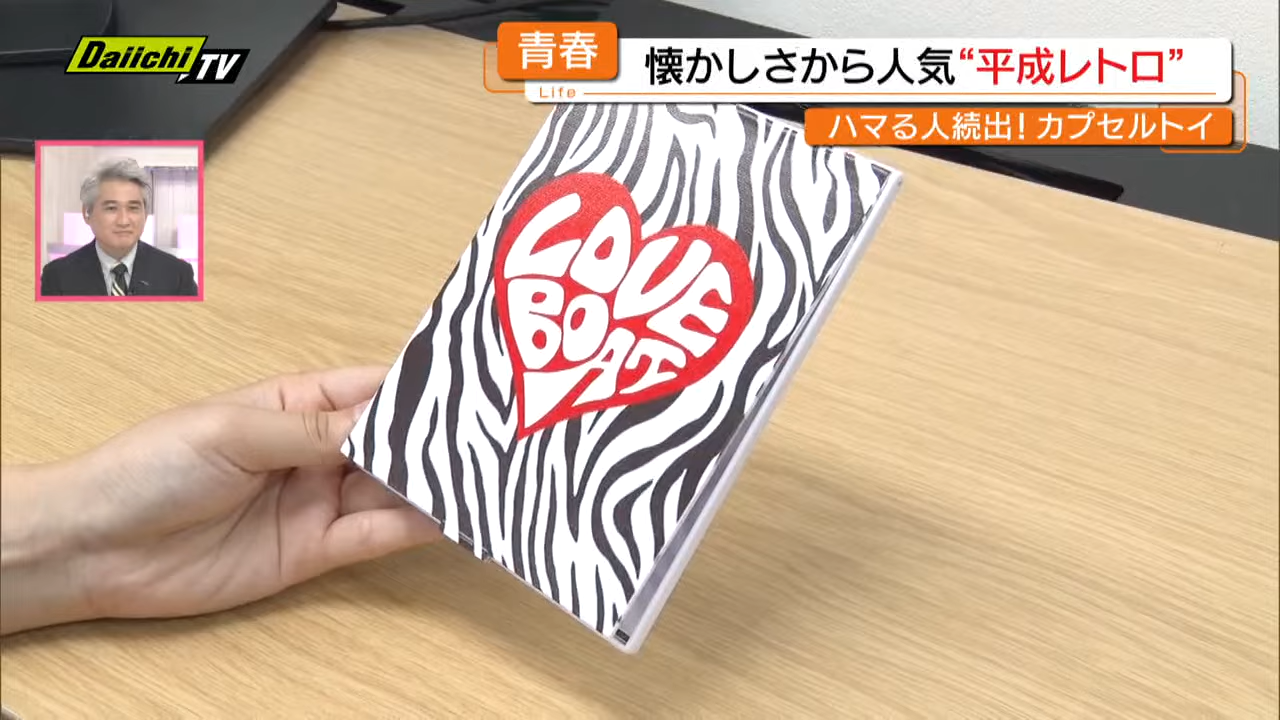 Daiichi-TV
青春
懐かしさから人気“平成レトロ”
Life
ハマる人続出！カプセルトイ
LOVE
BOAT